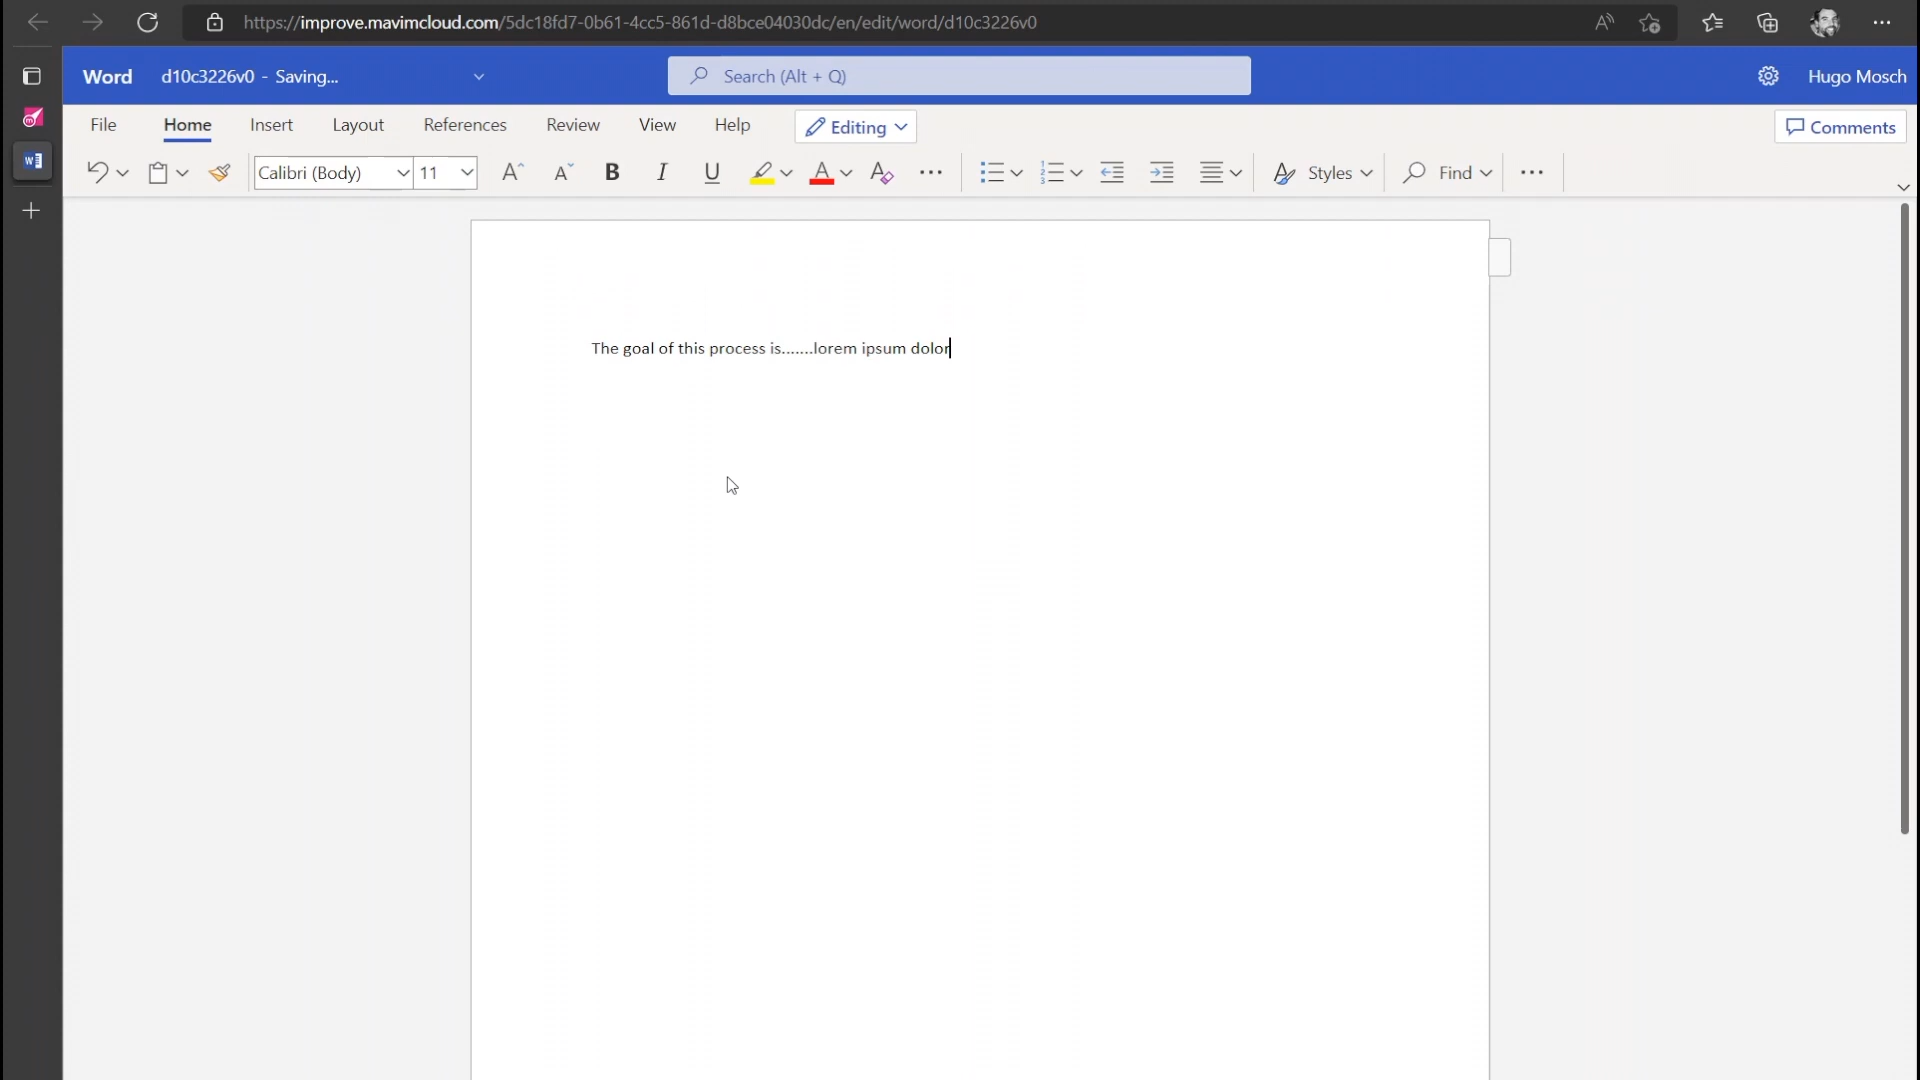 https://improve.mavimcloud.com/5dc18fd7-0b61-4cc5-861d-d8bce04030dc/en/edit/word/d10c3226v0
Word d10c3226v0 - Saving... Search (Alt + Q) Hugo Mosch
File Home Insert Layout References Review View Help Editing Comments
Calibri (Body) 11 B I U Styles Find
The goal of this process is.......lorem ipsum dolor